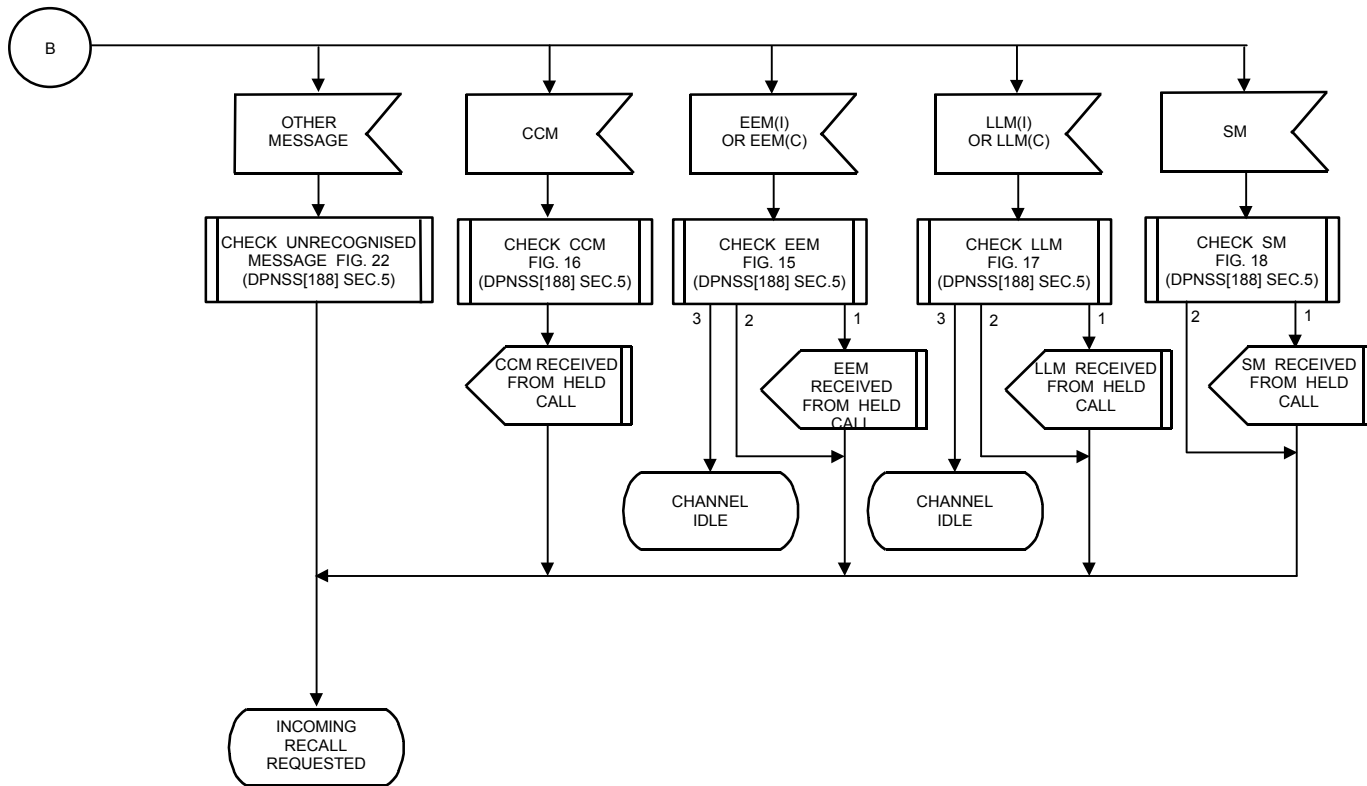 B
OTHER
MESSAGE
CCM
EEM(I)
OR EEM(C)
LLM(I)
OR LLM(C)
SM
CHECK UNRECOGNISED
MESSAGE FIG. 22
(DPNSS[188] SEC.5)
CHECK CCM
FIG. 16
(DPNSS[188] SEC.5)
CHECK EEM
FIG. 15
(DPNSS[188] SEC.5)
CHECK LLM
FIG. 17
(DPNSS[188] SEC.5)
CHECK SM
FIG. 18
(DPNSS[188] SEC.5)
3
2
1
3
2
1
2
1
CCM RECEIVED
FROM HELD
CALL
EEM
RECEIVED
FROM HELD
CALL
LLM RECEIVED
FROM HELD
CALL
SM RECEIVED
FROM HELD
CALL
CHANNEL
IDLE
CHANNEL
IDLE
INCOMING
RECALL
REQUESTED